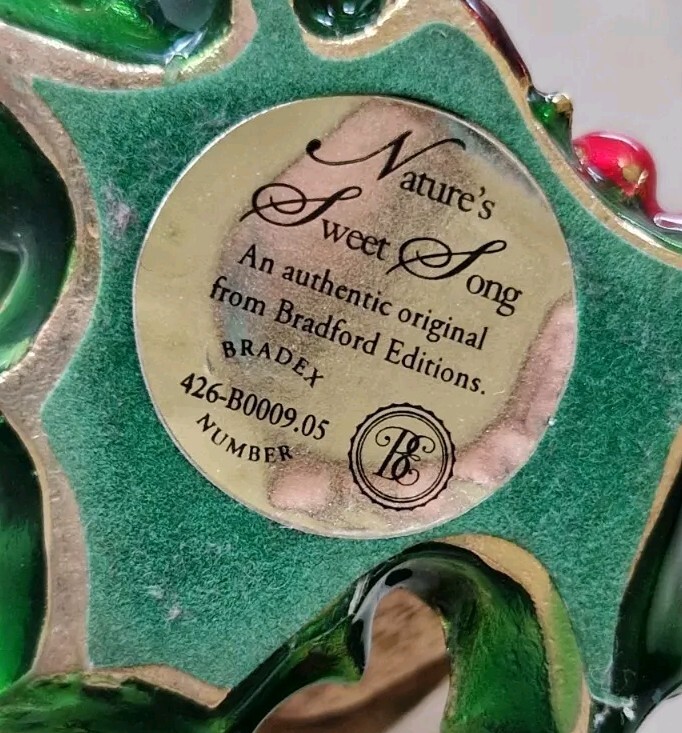 Nature's
Sweet Song
An authentic original
from Bradford Editions.
BRADEX
426-B0009.05
NUMBER
BE